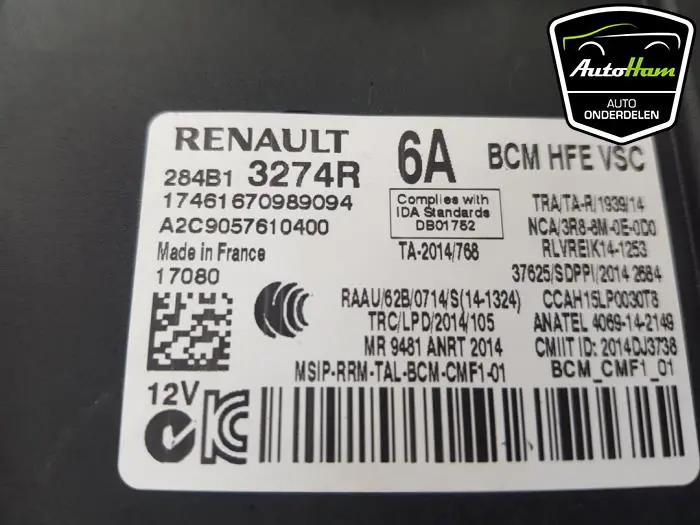 AutoHam
AUTO
ONDERDELEN
RENAULT 6A BCM HFE VSC
284B1 3274R
17461670989094
A2C9057610400
Made in France
17080
Complies with
IDA Standards
DB01752
TA-2014/768
TRA/TA-R/1939/14
NCA/3R8-8M-0E-0D0
RLVREIK14-1253
37625/SDPPI/2014 2684
RAAU/62B/0714/S(14-1324)
CCAH15LP0030T8
TRC/LPD/2014/105
ANATEL 4069-14-2149
MR 9481 ANRT 2014
CMIIT ID: 2014DJ3738
MSIP-RRM-TAL-BCM-CMF1-01
BCM_CMF1_01
12V